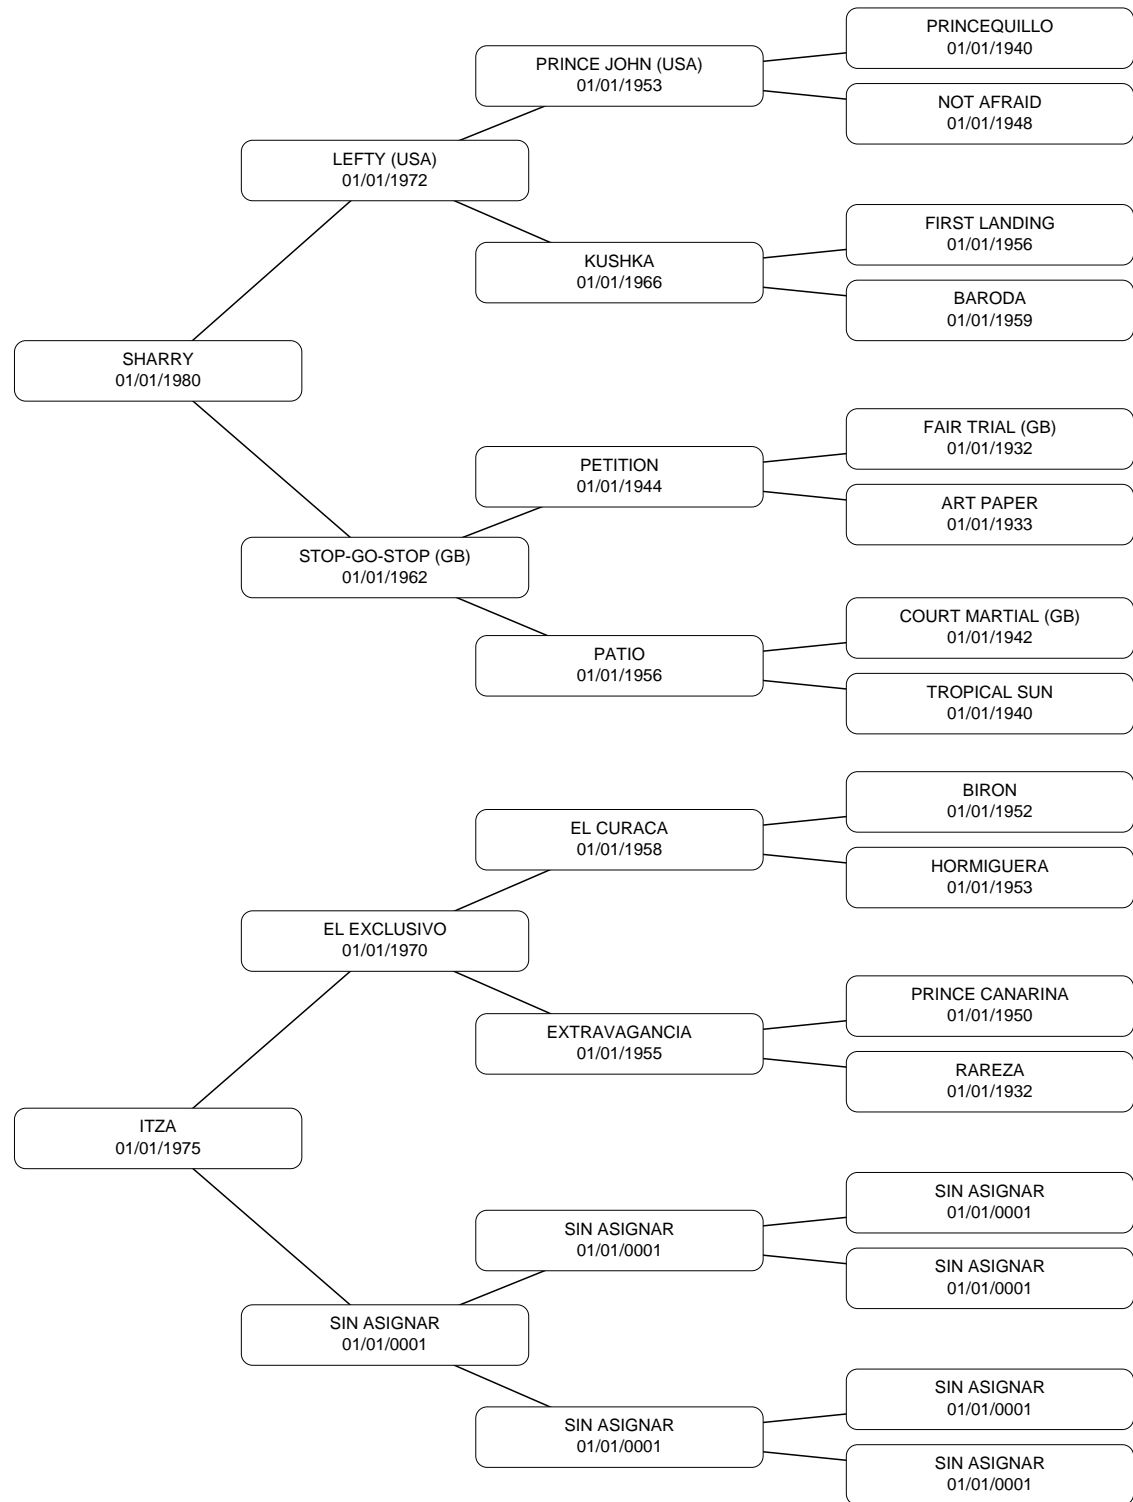 PRINCEQUILLO
01/01/1940
PRINCE JOHN (USA)
01/01/1953
NOT AFRAID
01/01/1948
LEFTY (USA)
01/01/1972
FIRST LANDING
01/01/1956
KUSHKA
01/01/1966
BARODA
01/01/1959
SHARRY
01/01/1980
FAIR TRIAL (GB)
01/01/1932
PETITION
01/01/1944
ART PAPER
01/01/1933
STOP-GO-STOP (GB)
01/01/1962
COURT MARTIAL (GB)
01/01/1942
PATIO
01/01/1956
TROPICAL SUN
01/01/1940
BIRON
01/01/1952
EL CURACA
01/01/1958
HORMIGUERA
01/01/1953
EL EXCLUSIVO
01/01/1970
PRINCE CANARINA
01/01/1950
EXTRAVAGANCIA
01/01/1955
RAREZA
01/01/1932
ITZA
01/01/1975
SIN ASIGNAR
01/01/0001
SIN ASIGNAR
01/01/0001
SIN ASIGNAR
01/01/0001
SIN ASIGNAR
01/01/0001
SIN ASIGNAR
01/01/0001
SIN ASIGNAR
01/01/0001
SIN ASIGNAR
01/01/0001